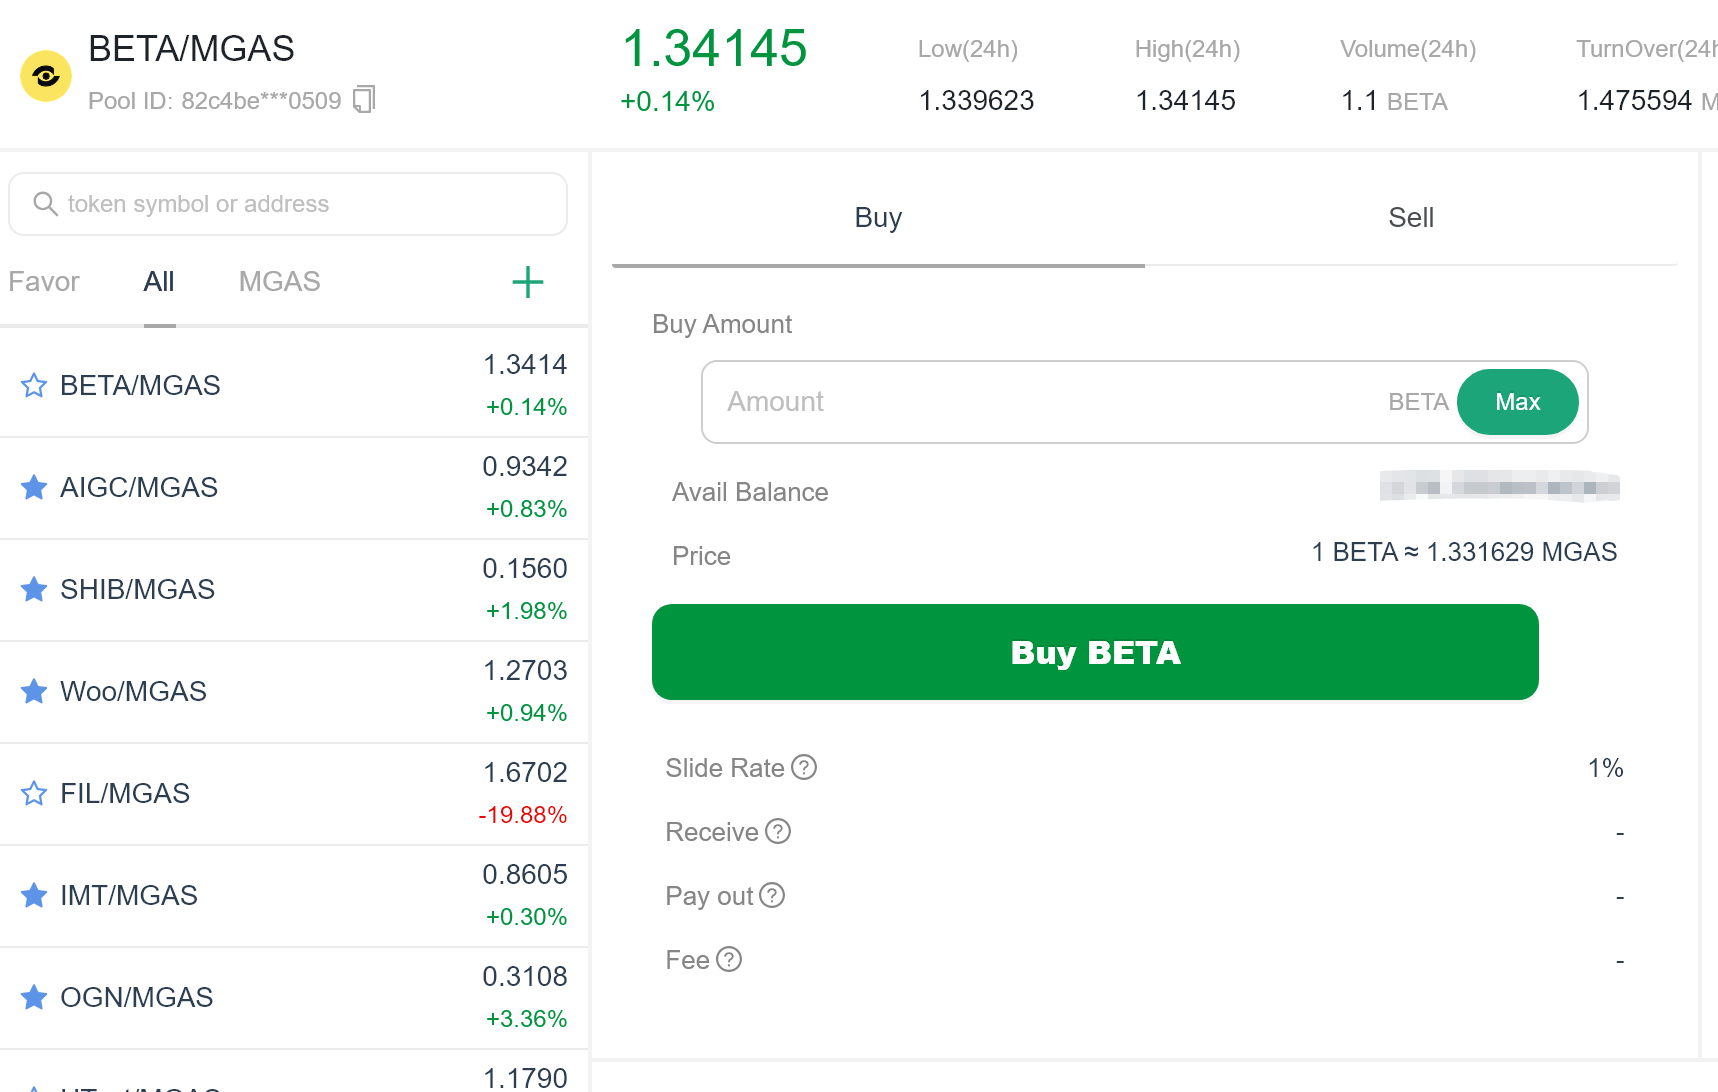 BETA/MGAS
Pool ID: 82c4be***0509
1.34145
+0.14%
Low(24h)
1.339623
High(24h)
1.34145
Volume(24h)
1.1 BETA
TurnOver(24h
1.475594 M
token symbol or address
Favor All MGAS
BETA/MGAS
1.3414
+0.14%
AIGC/MGAS
0.9342
+0.83%
SHIB/MGAS
0.1560
+1.98%
Woo/MGAS
1.2703
+0.94%
FIL/MGAS
1.6702
-19.88%
IMT/MGAS
0.8605
+0.30%
OGN/MGAS
0.3108
+3.36%
1.1790
Buy Sell
Buy Amount
Amount BETA Max
Avail Balance
Price 1 BETA ≈ 1.331629 MGAS
Buy BETA
Slide Rate ? 1%
Receive ? -
Pay out ? -
Fee ? -